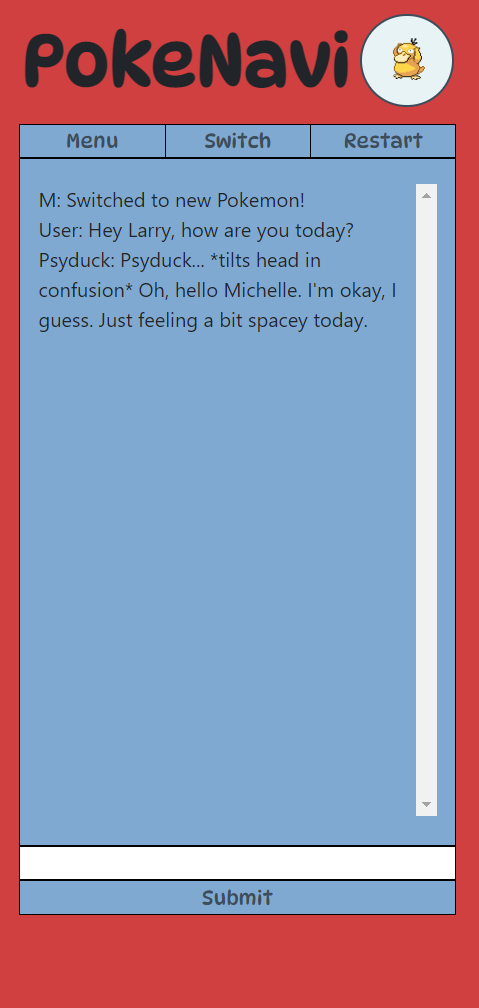 PokeNavi
Menu Switch Restart
M: Switched to new Pokemon!
User: Hey Larry, how are you today?
Psyduck: Psyduck... *tilts head in
confusion* Oh, hello Michelle. I'm okay, I
guess. Just feeling a bit spacey today.
Submit